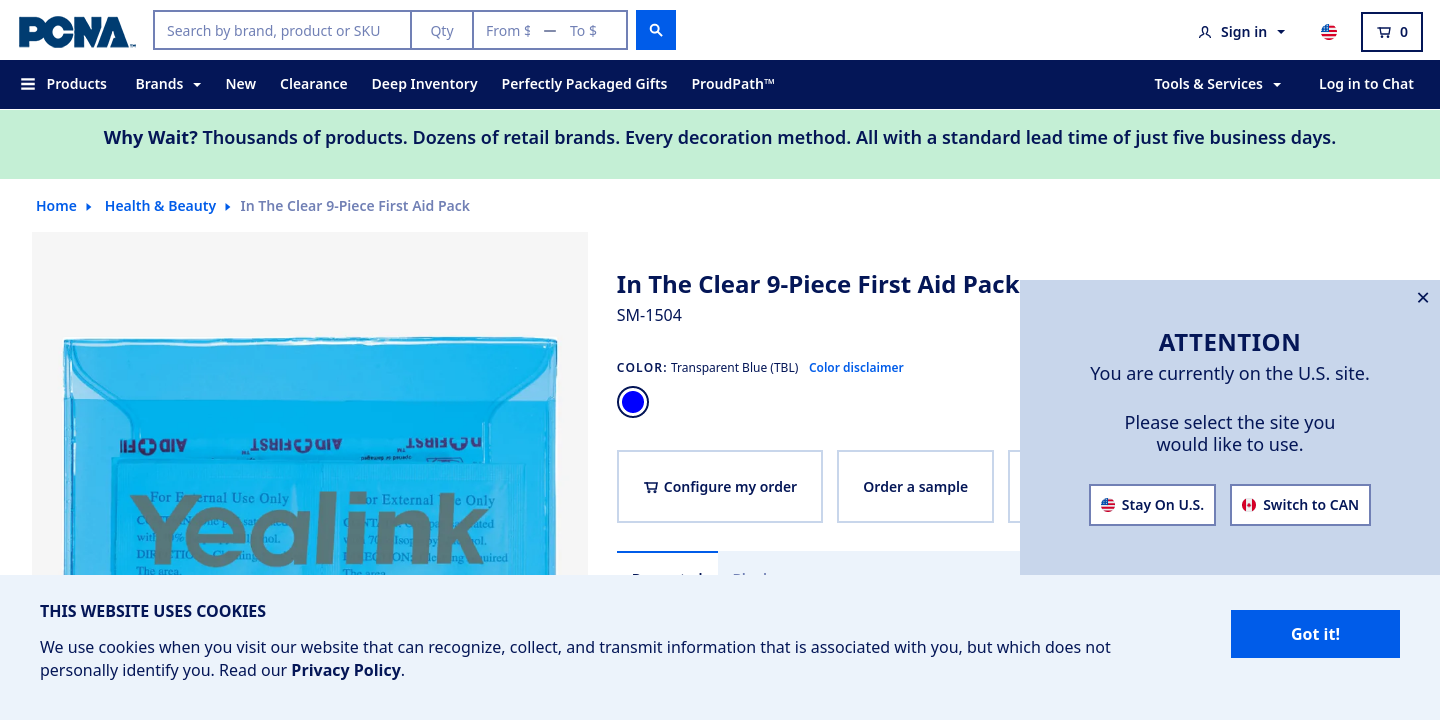 PCNA
Search by brand, product or SKU
Qty
From $
To $
Sign in
0
Products
Brands
New
Clearance
Deep Inventory
Perfectly Packaged Gifts
ProudPath™
Tools & Services
Log in to Chat
Why Wait? Thousands of products. Dozens of retail brands. Every decoration method. All with a standard lead time of just five business days.
Home
Health & Beauty
In The Clear 9-Piece First Aid Pack
In The Clear 9-Piece First Aid Pack
SM-1504
COLOR: Transparent Blue (TBL) Color disclaimer
Configure my order
Order a sample
For External Use Only
For External Use Only
Yealink
The area.
The area.
ATTENTION
You are currently on the U.S. site.
Please select the site you
would like to use.
Stay On U.S.
Switch to CAN
THIS WEBSITE USES COOKIES
We use cookies when you visit our website that can recognize, collect, and transmit information that is associated with you, but which does not
personally identify you. Read our Privacy Policy.
Got it!